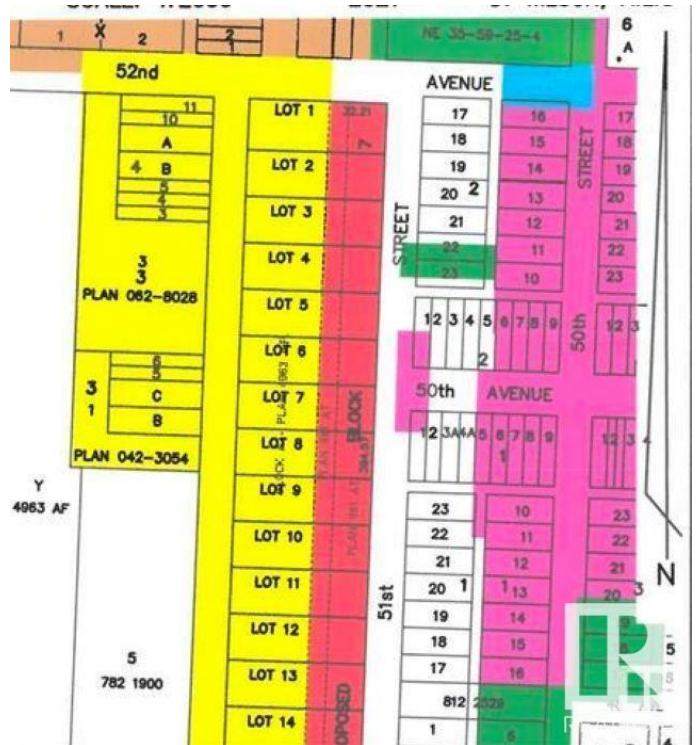 1 X 2
2
1
NE 35-59-25-4
6
A
52nd
AVENUE
11
10
A
4 B
5
4
3
3
3
PLAN 062-8028
3
1
C
B
PLAN 042-3054
Y
4963 AF
5
782 1900
LOT 1
LOT 2
LOT 3
LOT 4
LOT 5
LOT 6
LOT 7
LOT 8
LOT 9
LOT 10
LOT 11
LOT 12
LOT 13
LOT 14
7
BLOCK
STREET
51st
17
18
19
20 2
21
22
23
16
15
14
13
12
11
10
STREET
50th
17
18
19
20
21
22
23
1 2 3 4 5 6 7 8 9
2
1 2 3
50th AVENUE
1 2 3A 4A 5 6 7 8 9
1
1 2 3 4
23
22
21
20 1
19
18
17
10
11
12
1 13
14
15
16
23
22
21
20 3
N
812 2529
1
6
5